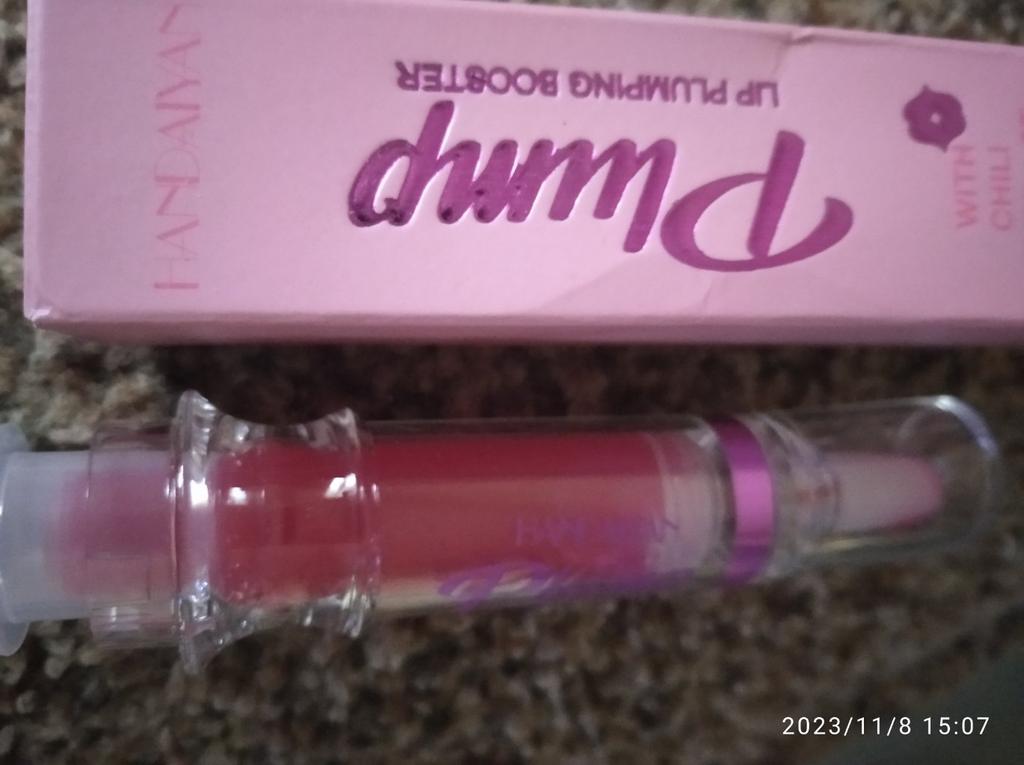 HANDAIYAN
Plump
LIP PLUMPING BOOSTER
WITH
CHILI
2023/11/8 15:07